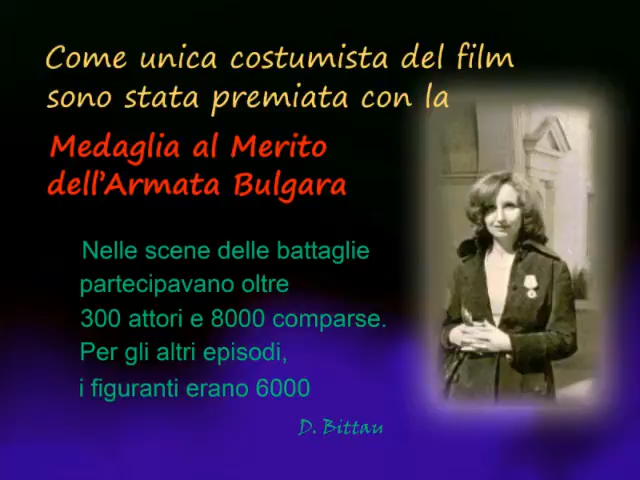 Come unica costumista del film
sono stata premiata con la
Medaglia al Merito
dell'Armata Bulgara
Nelle scene delle battaglie
partecipavano oltre
300 attori e 8000 comparse.
Per gli altri episodi,
i figuranti erano 6000
D. Bittau